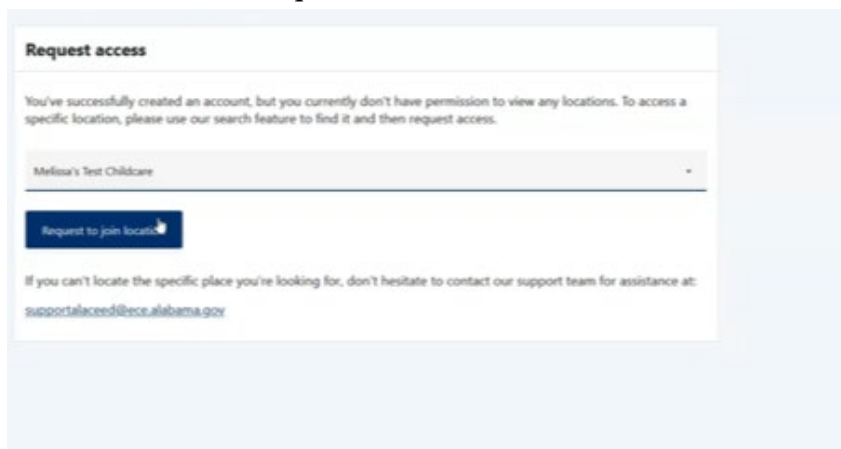 Request access
You've successfully created an account, but you currently don't have permission to view any locations. To access a
specific location, please use our search feature to find it and then request access.
Melissa's Test Childcare
Request to join location
If you can't locate the specific place you're looking for, don't hesitate to contact our support team for assistance at:
supportalaceed@ece.alabama.gov